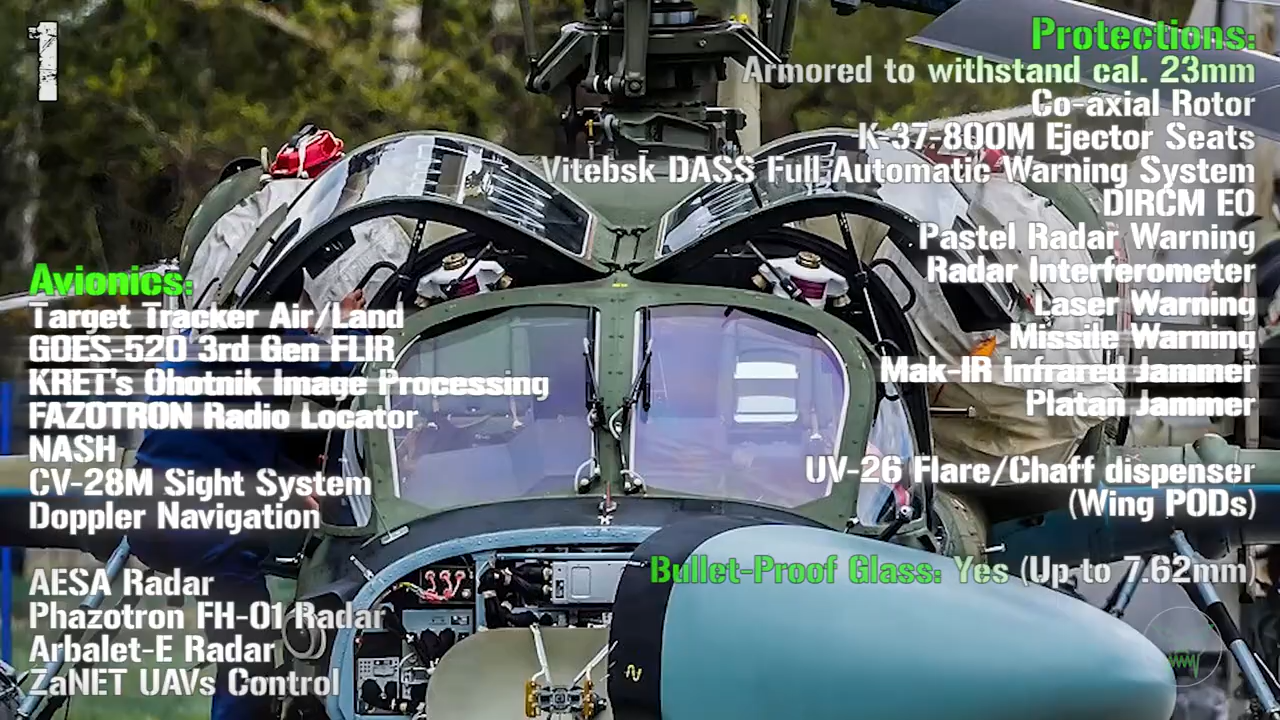 1
Protections:
Armored to withstand cal. 23mm
Co-axial Rotor
K-37-800M Ejector Seats
Vitebsk DASS Full Automatic Warning System
DIRCM EO
Pastel Radar Warning
Radar Interferometer
Laser Warning
Missile Warning
Mak-IR Infrared Jammer
Platan Jammer
UV-26 Flare/Chaff dispenser
(Wing PODs)
Bullet-Proof Glass: Yes (Up to 7.62mm)
Avionics:
Target Tracker Air/Land
GOES-520 3rd Gen FLIR
KRET's Ohotnik Image Processing
FAZOTRON Radio Locator
NASH
CV-28M Sight System
Doppler Navigation
AESA Radar
Phazotron FH-01 Radar
Arbalet-E Radar
ZaNET UAVs Control